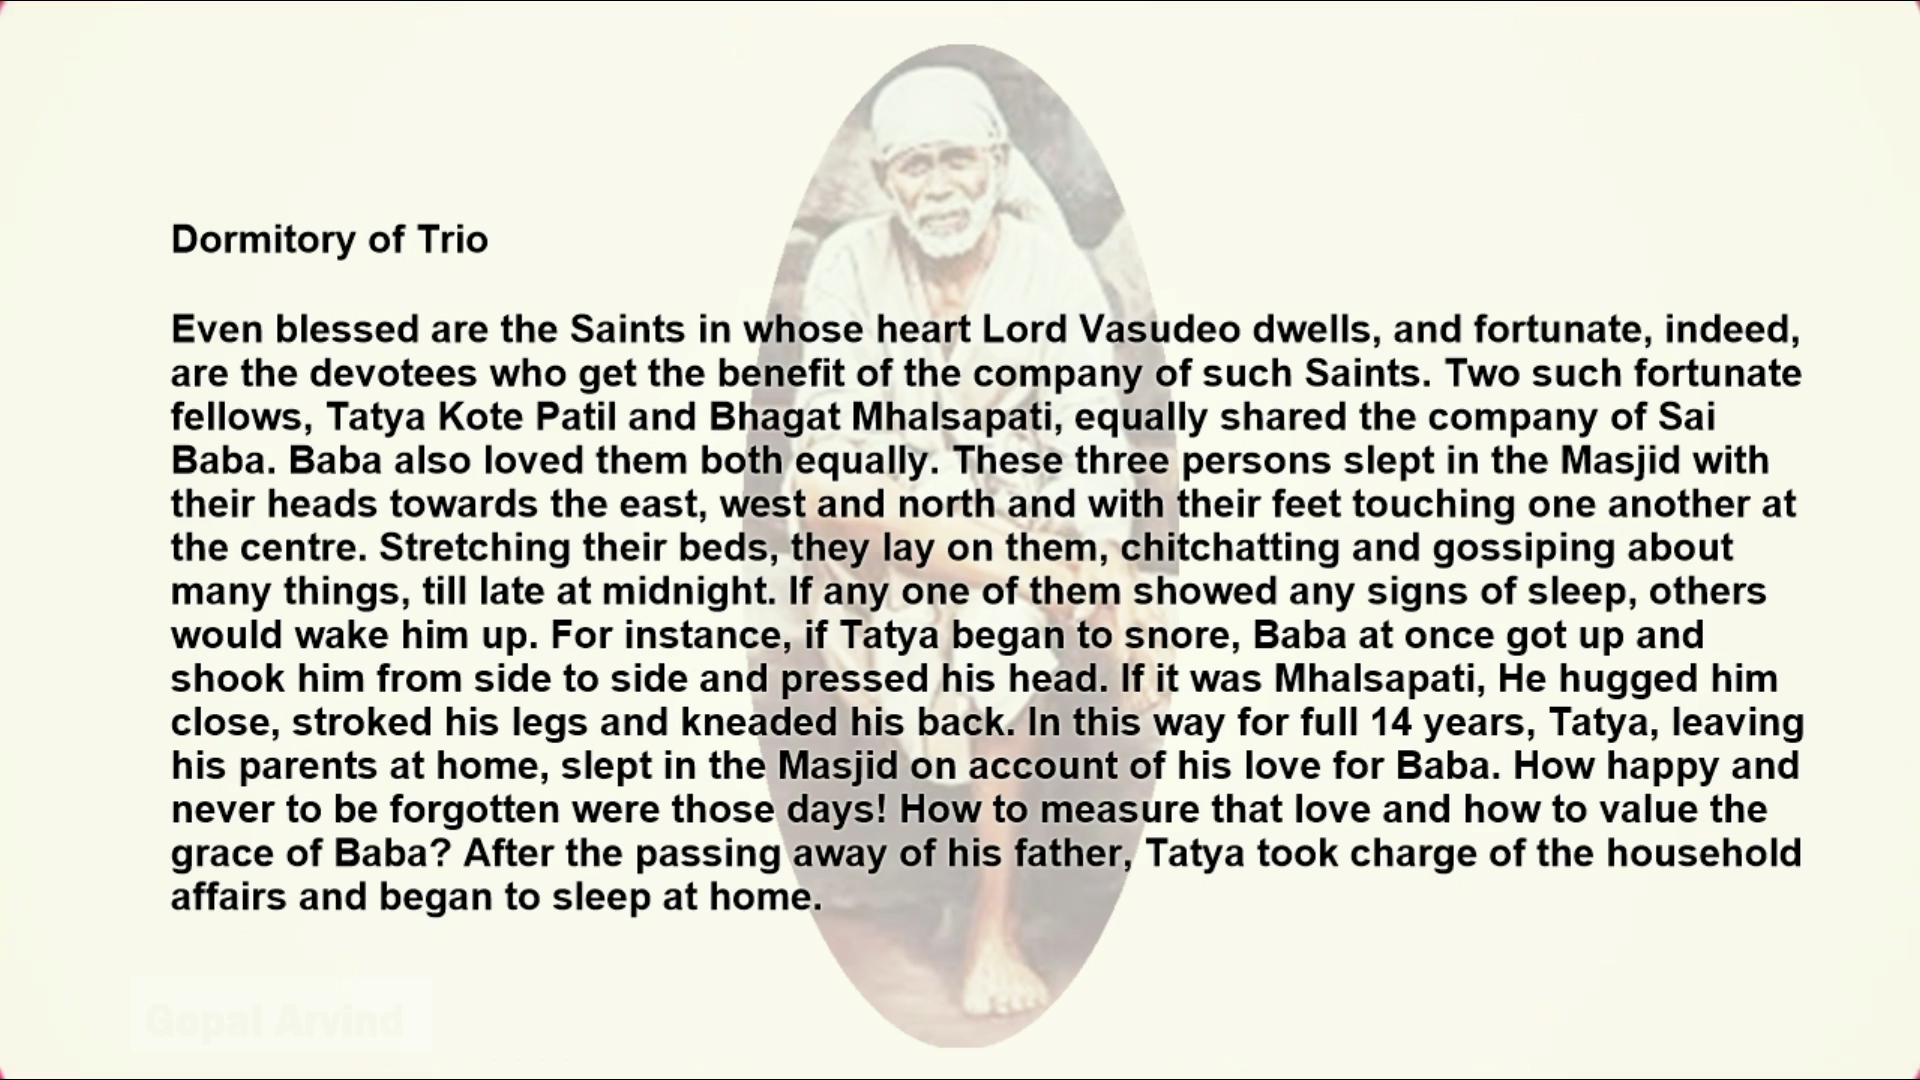 Dormitory of Trio
Even blessed are the Saints in whose heart Lord Vasudeo dwells, and fortunate, indeed,
are the devotees who get the benefit of the company of such Saints. Two such fortunate
fellows, Tatya Kote Patil and Bhagat Mhalsapati, equally shared the company of Sai
Baba. Baba also loved them both equally. These three persons slept in the Masjid with
their heads towards the east, west and north and with their feet touching one another at
the centre. Stretching their beds, they lay on them, chitchatting and gossiping about
many things, till late at midnight. If any one of them showed any signs of sleep, others
would wake him up. For instance, if Tatya began to snore, Baba at once got up and
shook him from side to side and pressed his head. If it was Mhalsapati, He hugged him
close, stroked his legs and kneaded his back. In this way for full 14 years, Tatya, leaving
his parents at home, slept in the Masjid on account of his love for Baba. How happy and
never to be forgotten were those days! How to measure that love and how to value the
grace of Baba? After the passing away of his father, Tatya took charge of the household
affairs and began to sleep at home.
Gopal Arvind